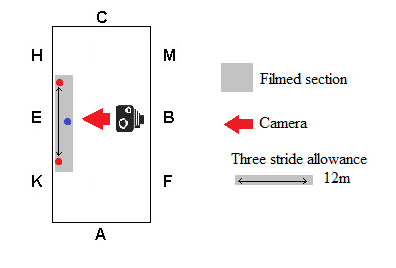 C
H M
E B
K F
A
Filmed section
Camera
Three stride allowance
12m